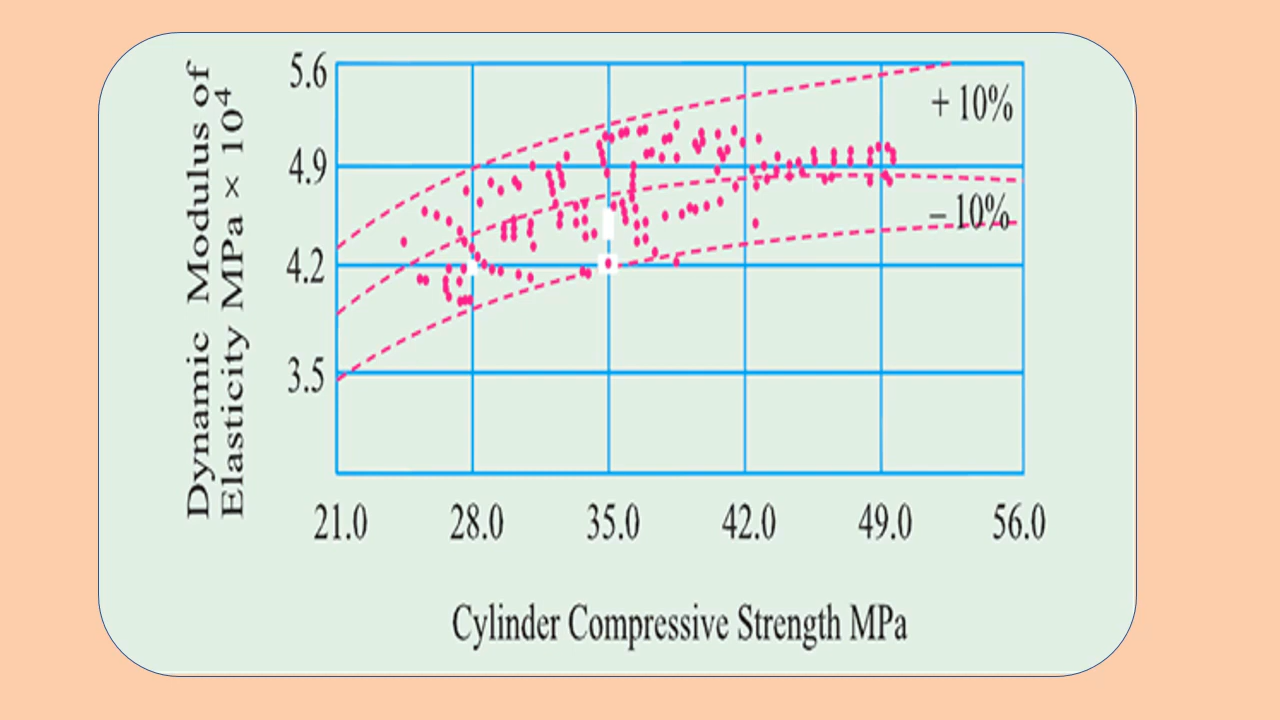 Dynamic Modulus of
Elasticity MPa × 10⁴
5.6
4.9
4.2
3.5
+ 10%
– 10%
21.0 28.0 35.0 42.0 49.0 56.0
Cylinder Compressive Strength MPa